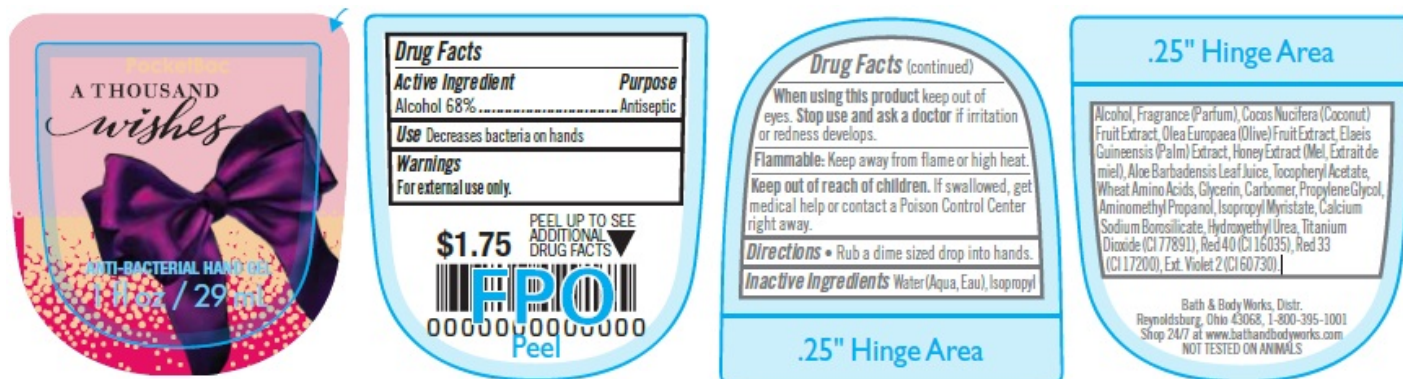 PocketBac
A THOUSAND
wishes
ANTI-BACTERIAL HAND GEL
1 fl oz / 29 mL
Drug Facts
Active Ingredient Purpose
Alcohol 68%.................................Antiseptic
Use Decreases bacteria on hands
Warnings
For external use only.
$1.75
PEEL UP TO SEE
ADDITIONAL
DRUG FACTS
FPO
0000000000000
Peel
Drug Facts (continued)
When using this product keep out of
eyes. Stop use and ask a doctor if irritation
or redness develops.
Flammable: Keep away from flame or high heat.
Keep out of reach of children. If swallowed, get
medical help or contact a Poison Control Center
right away.
Directions • Rub a dime sized drop into hands.
Inactive Ingredients Water (Aqua, Eau), Isopropyl
.25" Hinge Area
.25" Hinge Area
Alcohol, Fragrance (Parfum), Cocos Nucifera (Coconut)
Fruit Extract, Olea Europaea (Olive) Fruit Extract, Elaeis
Guineensis (Palm) Extract, Honey Extract (Mel, Extrait de
miel), Aloe Barbadensis Leaf Juice, Tocopheryl Acetate,
Wheat Amino Acids, Glycerin, Carbomer, Propylene Glycol,
Aminomethyl Propanol, Isopropyl Myristate, Calcium
Sodium Borosilicate, Hydroxyethyl Urea, Titanium
Dioxide (CI 77891), Red 40 (CI 16035), Red 33
(CI 17200), Ext. Violet 2 (CI 60730).
Bath & Body Works, Distr.
Reynoldsburg, Ohio 43068, 1-800-395-1001
Shop 24/7 at www.bathandbodyworks.com
NOT TESTED ON ANIMALS